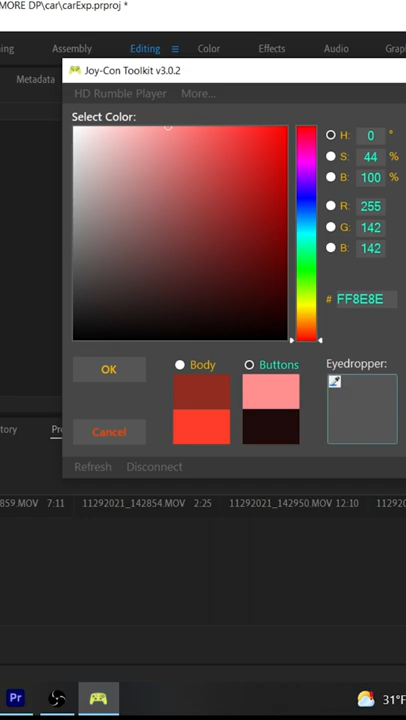 MORE DP\car\carExp.prproj *
Assembly Editing Color Effects Audio
Metadata
Joy-Con Toolkit v3.0.2
HD Rumble Player More...
Select Color:
H: 0 °
S: 44 %
B: 100 %
R: 255
G: 142
B: 142
# FF8E8E
OK
Body Buttons Eyedropper:
Cancel
Refresh Disconnect
859.MOV 7:11 11292021_142854.MOV 2:25 11292021_142950.MOV 12:10 112920
Pr 31°F